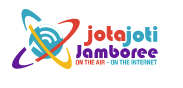 jotajoti
Jamboree
ON THE AIR - ON THE INTERNET